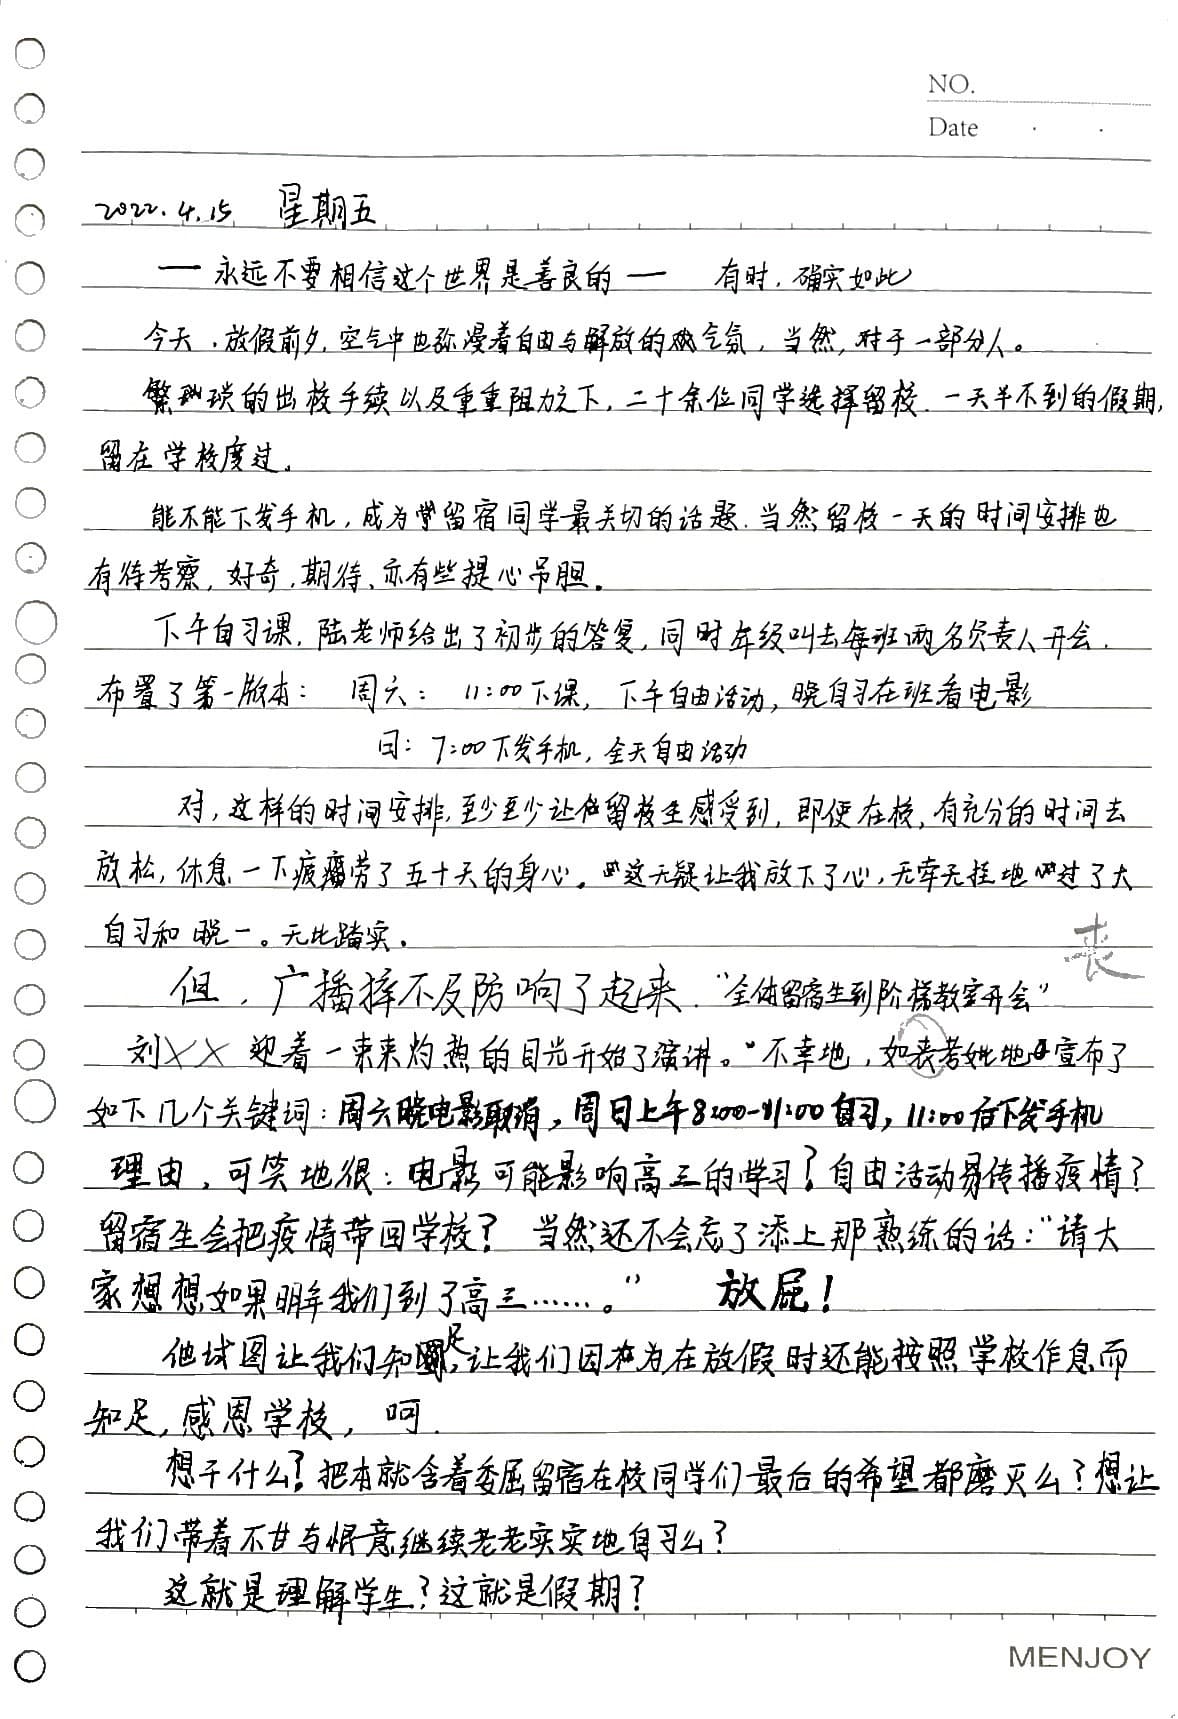 NO.
Date
2022.4.15 星期五
— 永远不要相信这个世界是善良的 — 有时，确实如此
今天，放假前夕，空气中也弥漫着自由与解放的气氛，当然，对于一部分人。
繁琐的出校手续以及重重阻力之下，二十余位同学选择留校，一天半不到的假期，
留在学校度过。
能不能下发手机，成为留宿同学最关切的话题，当然留校一天的时间安排也
有待考察，好奇，期待、亦有些提心吊胆。
下午自习课，陆老师给出了初步的答复，同时年级叫去每班两名负责人开会，
布置了第一版本： 周六： 11:00下课，下午自由活动，晚自习在班看电影
日：7:00下发手机，全天自由活动
对，这样的时间安排，至少至少让留校生感受到，即便在校，有充分的时间去
放松，休息一下疲劳了五十天的身心。这无疑让我放下了心，无牵无挂地过了大
自习和晚一。无比踏实。
丧
但，广播猝不及防响了起来，“全体留宿生到阶梯教室开会”
刘XX 迎着一束束灼热的目光开始了演讲。“不幸地，如丧考妣地宣布了
如下几个关键词：周六晚电影取消，周日上午8:00-11:00自习，11:00后下发手机
理由，可笑地很：电影可能影响高三的学习？自由活动易传播疫情？
留宿生会把疫情带回学校？ 当然还不会忘了添上那熟练的话：“请大
家想想如果明年我们到了高三……。” 放屁！
他试图让我们知足，让我们因为在放假时还能按照学校作息而
知足，感恩学校， 呵．
想干什么？把本就含着委屈留宿在校同学们最后的希望都磨灭么？想让
我们带着不甘与恨意继续老老实实地自习么？
这就是理解学生？这就是假期？
MENJOY